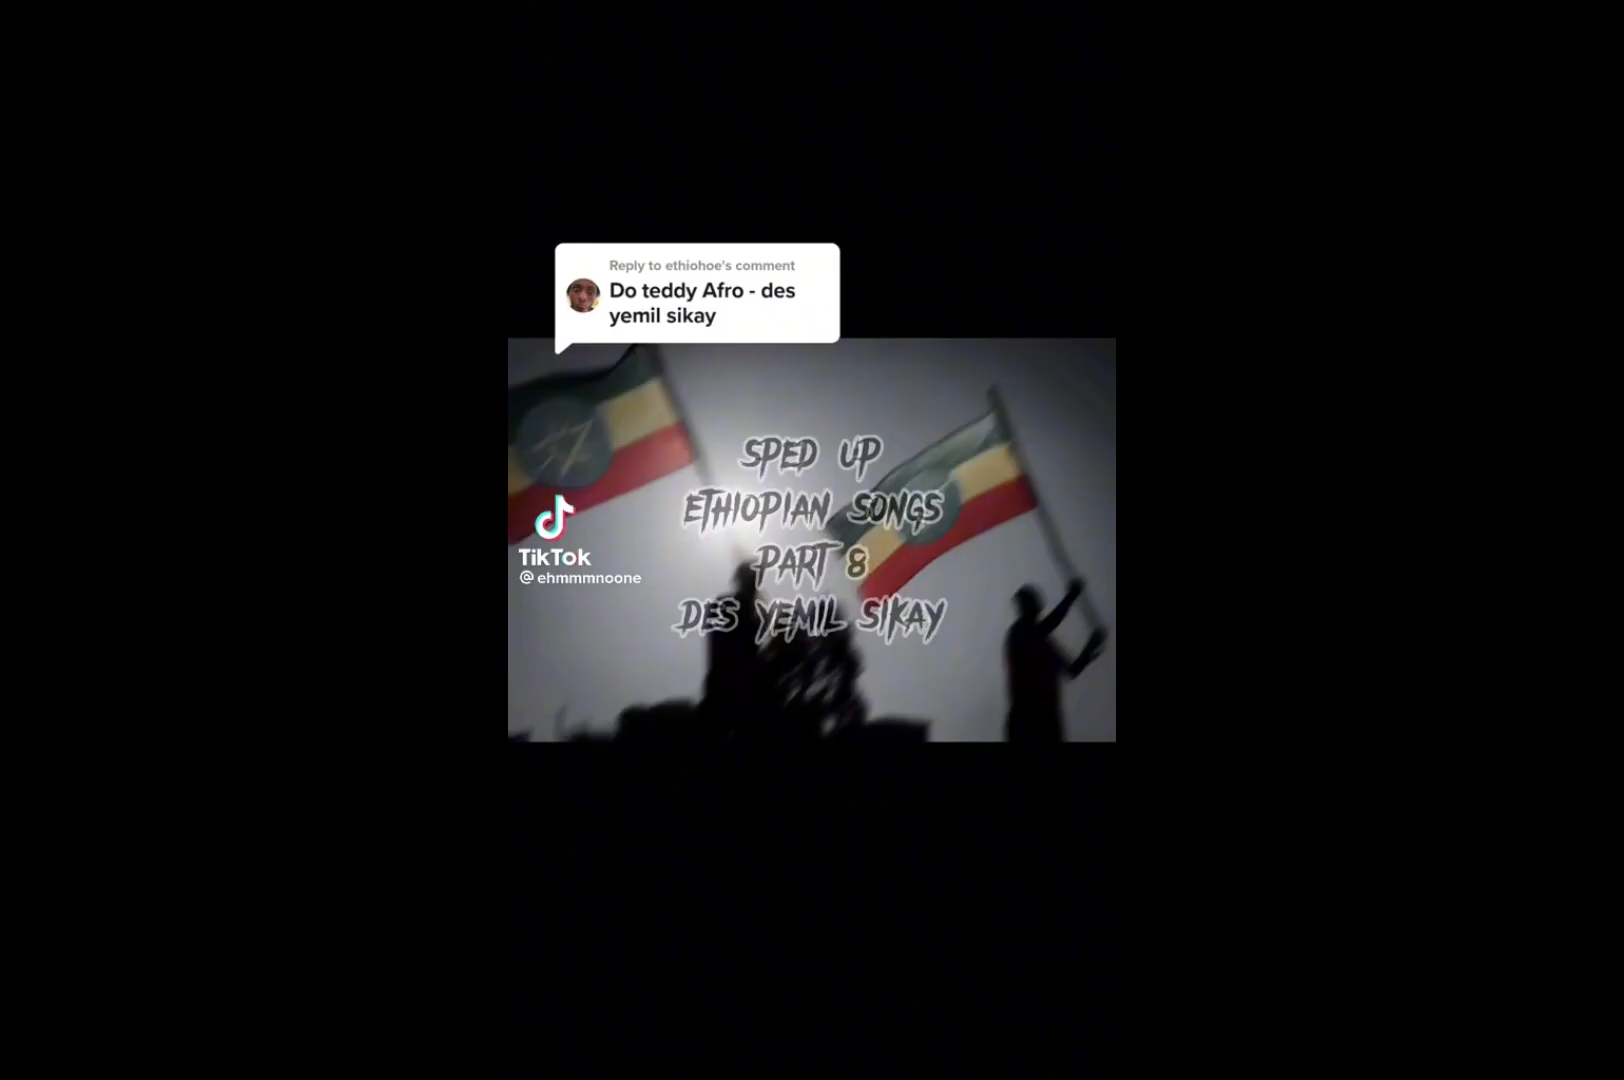 Reply to ethiohoe's comment
Do teddy Afro - des
yemil sikay
SPED UP
ETHIOPIAN SONGS
PART 8
DES YEMIL SIKAY
TikTok
@ehmmmnoone